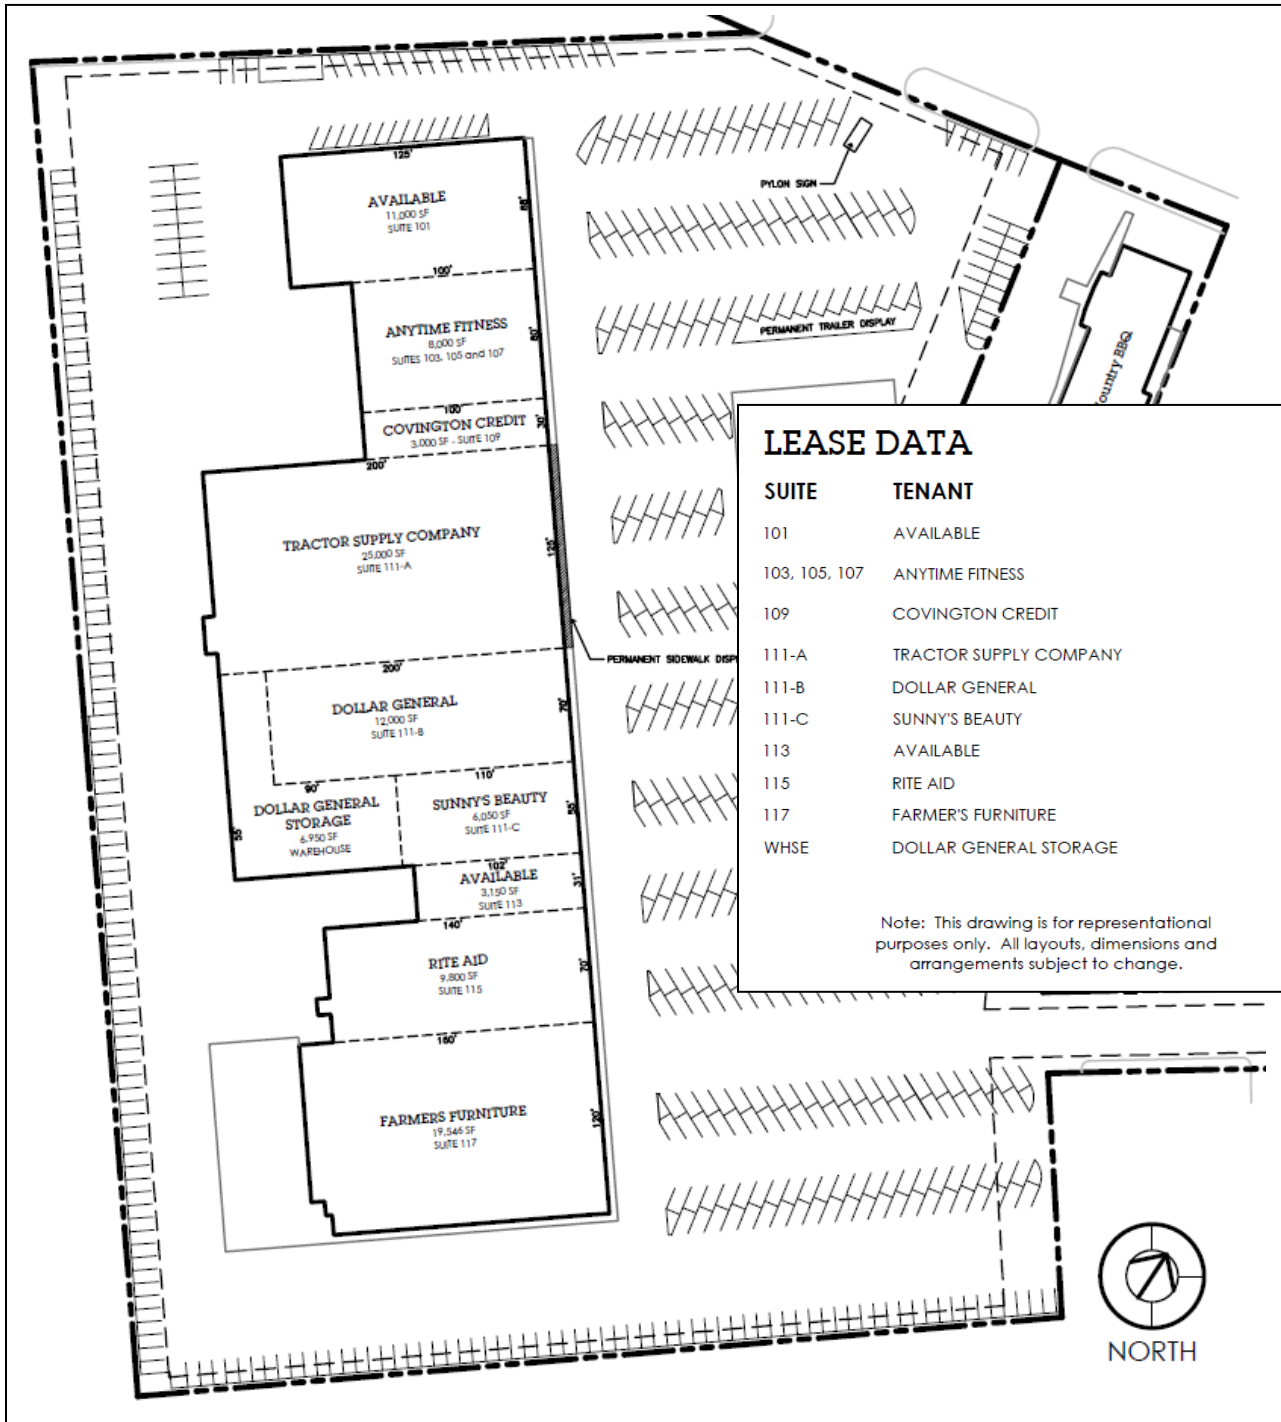 125'
AVAILABLE
11,000 SF
SUITE 101
88'
PYLON SIGN
100'
ANYTIME FITNESS
8,000 SF
SUITES 103, 105 and 107
80'
PERMANENT TRAILER DISPLAY
Country BBQ
100'
COVINGTON CREDIT
3,000 SF - SUITE 109
30'
200'
TRACTOR SUPPLY COMPANY
25,000 SF
SUITE 111-A
125'
PERMANENT SIDEWALK DISP
200'
DOLLAR GENERAL
12,000 SF
SUITE 111-B
70'
90'
DOLLAR GENERAL
STORAGE
6,950 SF
WAREHOUSE
55'
110'
SUNNY'S BEAUTY
6,050 SF
SUITE 111-C
55'
102'
AVAILABLE
3,150 SF
SUITE 113
31'
140'
RITE AID
9,800 SF
SUITE 115
70'
FARMERS FURNITURE
19,546 SF
SUITE 117
120'
LEASE DATA
SUITE TENANT
101 AVAILABLE
103, 105, 107 ANYTIME FITNESS
109 COVINGTON CREDIT
111-A TRACTOR SUPPLY COMPANY
111-B DOLLAR GENERAL
111-C SUNNY'S BEAUTY
113 AVAILABLE
115 RITE AID
117 FARMER'S FURNITURE
WHSE DOLLAR GENERAL STORAGE
Note: This drawing is for representational
purposes only. All layouts, dimensions and
arrangements subject to change.
NORTH